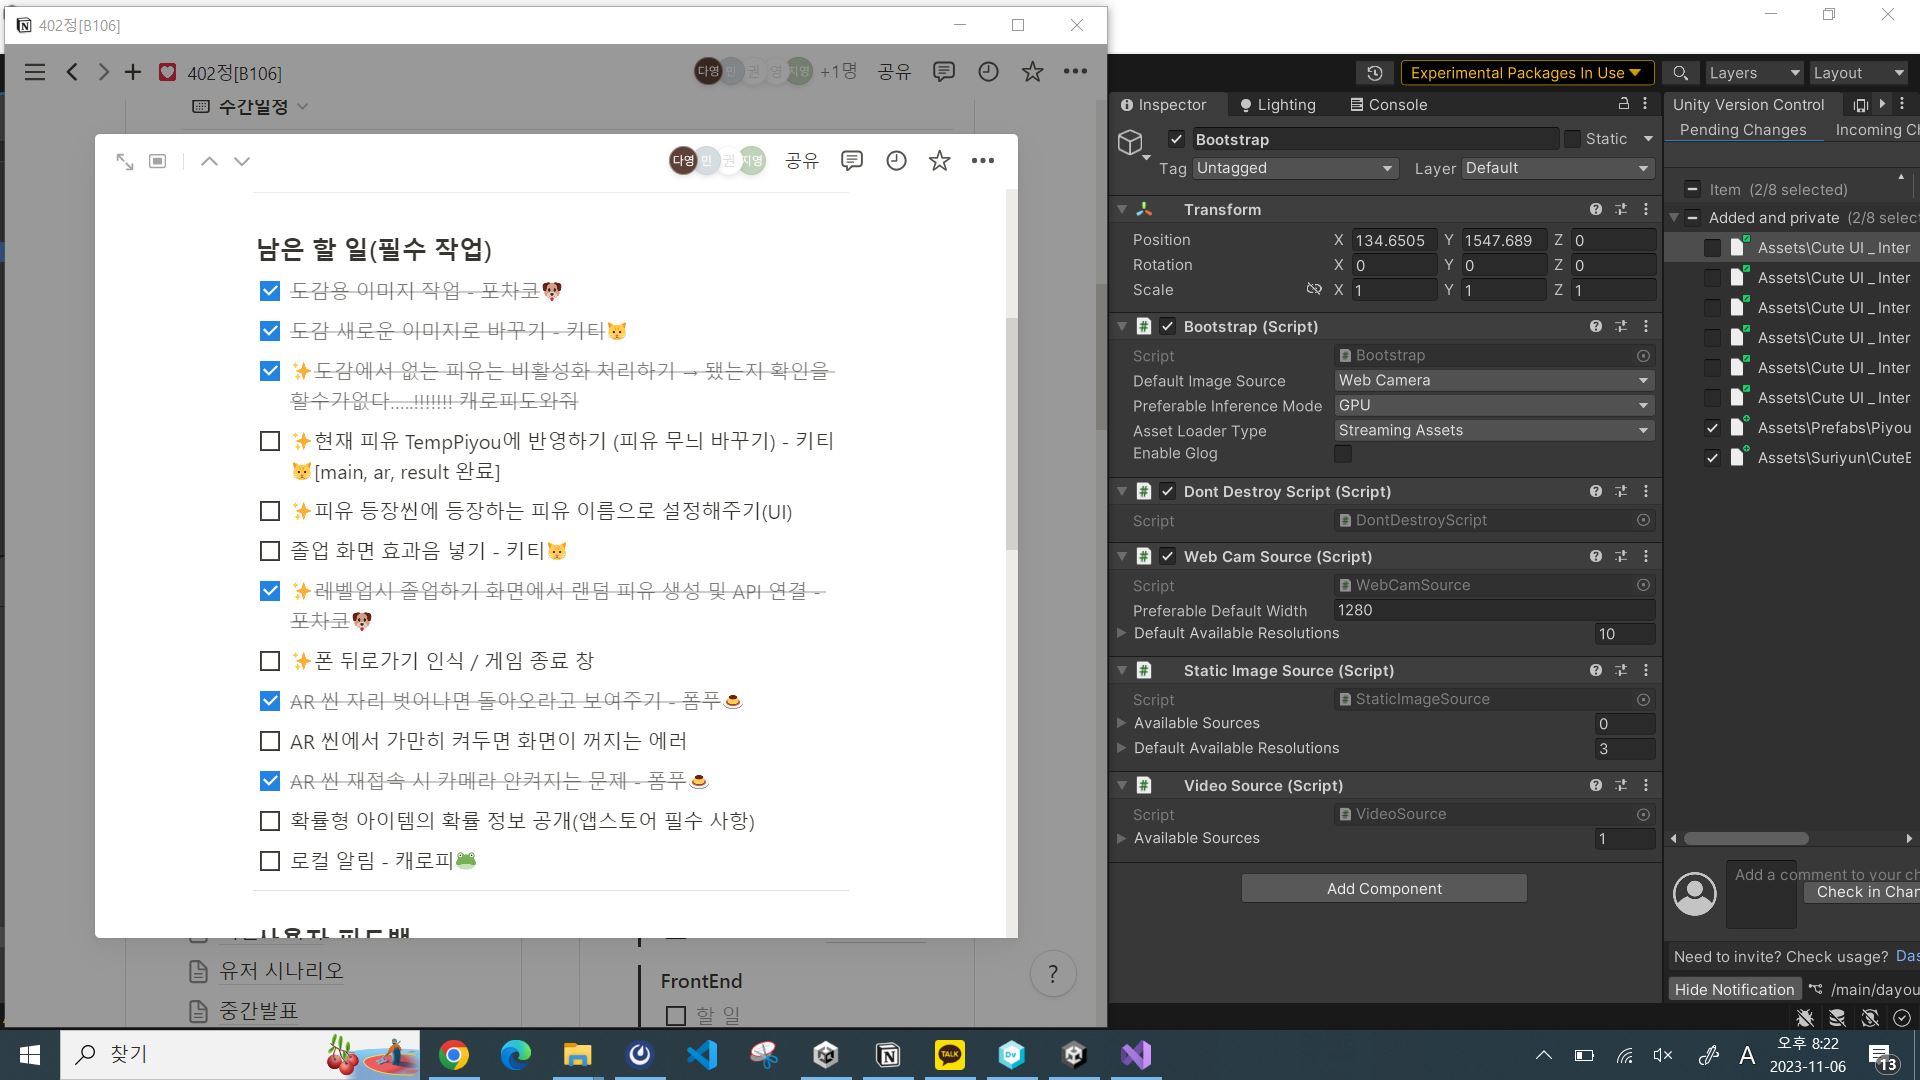 402정[B106]
402정[B106]
다영 민 권 영 지영 +1명 공유
수간일정
다영 민 권 지영 공유
남은 할 일(필수 작업)
도감용 이미지 작업 - 포차코🐶
도감 새로운 이미지로 바꾸기 - 키티🐱
✨도감에서 없는 피유는 비활성화 처리하기 → 됐는지 확인을
할수가없다.....!!!!!!! 캐로피도와줘
✨현재 피유 TempPiyou에 반영하기 (피유 무늬 바꾸기) - 키티
🐱[main, ar, result 완료]
✨피유 등장씬에 등장하는 피유 이름으로 설정해주기(UI)
졸업 화면 효과음 넣기 - 키티🐱
✨레벨업시 졸업하기 화면에서 랜덤 피유 생성 및 API 연결 -
포차코🐶
✨폰 뒤로가기 인식 / 게임 종료 창
AR 씬 자리 벗어나면 돌아오라고 보여주기 - 폼푸🍮
AR 씬에서 가만히 켜두면 화면이 꺼지는 에러
AR 씬 재접속 시 카메라 안켜지는 문제 - 폼푸🍮
확률형 아이템의 확률 정보 공개(앱스토어 필수 사항)
로컬 알림 - 캐로피🐸
사용자 피드백
유저 시나리오
중간발표
FrontEnd
할 일
?
Experimental Packages In Use
Layers
Layout
Inspector
Lighting
Console
Bootstrap
Static
Tag Untagged
Layer Default
Transform
Position X 134.6505 Y 1547.689 Z 0
Rotation X 0 Y 0 Z 0
Scale X 1 Y 1 Z 1
Bootstrap (Script)
Script Bootstrap
Default Image Source Web Camera
Preferable Inference Mode GPU
Asset Loader Type Streaming Assets
Enable Glog
Dont Destroy Script (Script)
Script DontDestroyScript
Web Cam Source (Script)
Script WebCamSource
Preferable Default Width 1280
Default Available Resolutions 10
Static Image Source (Script)
Script StaticImageSource
Available Sources 0
Default Available Resolutions 3
Video Source (Script)
Script VideoSource
Available Sources 1
Add Component
Unity Version Control
Pending Changes Incoming Ch
Item (2/8 selected)
Added and private (2/8 selec
Assets\Cute UI _ Inter
Assets\Cute UI _ Inter
Assets\Cute UI _ Inter
Assets\Cute UI _ Inter
Assets\Cute UI _ Inter
Assets\Cute UI _ Inter
Assets\Prefabs\Piyou
Assets\Suriyun\CuteE
Add a comment to your ch
Check in Chan
Need to invite? Check usage? Das
Hide Notification /main/dayou
찾기
TALK
Dv
A
오후 8:22
2023-11-06
13